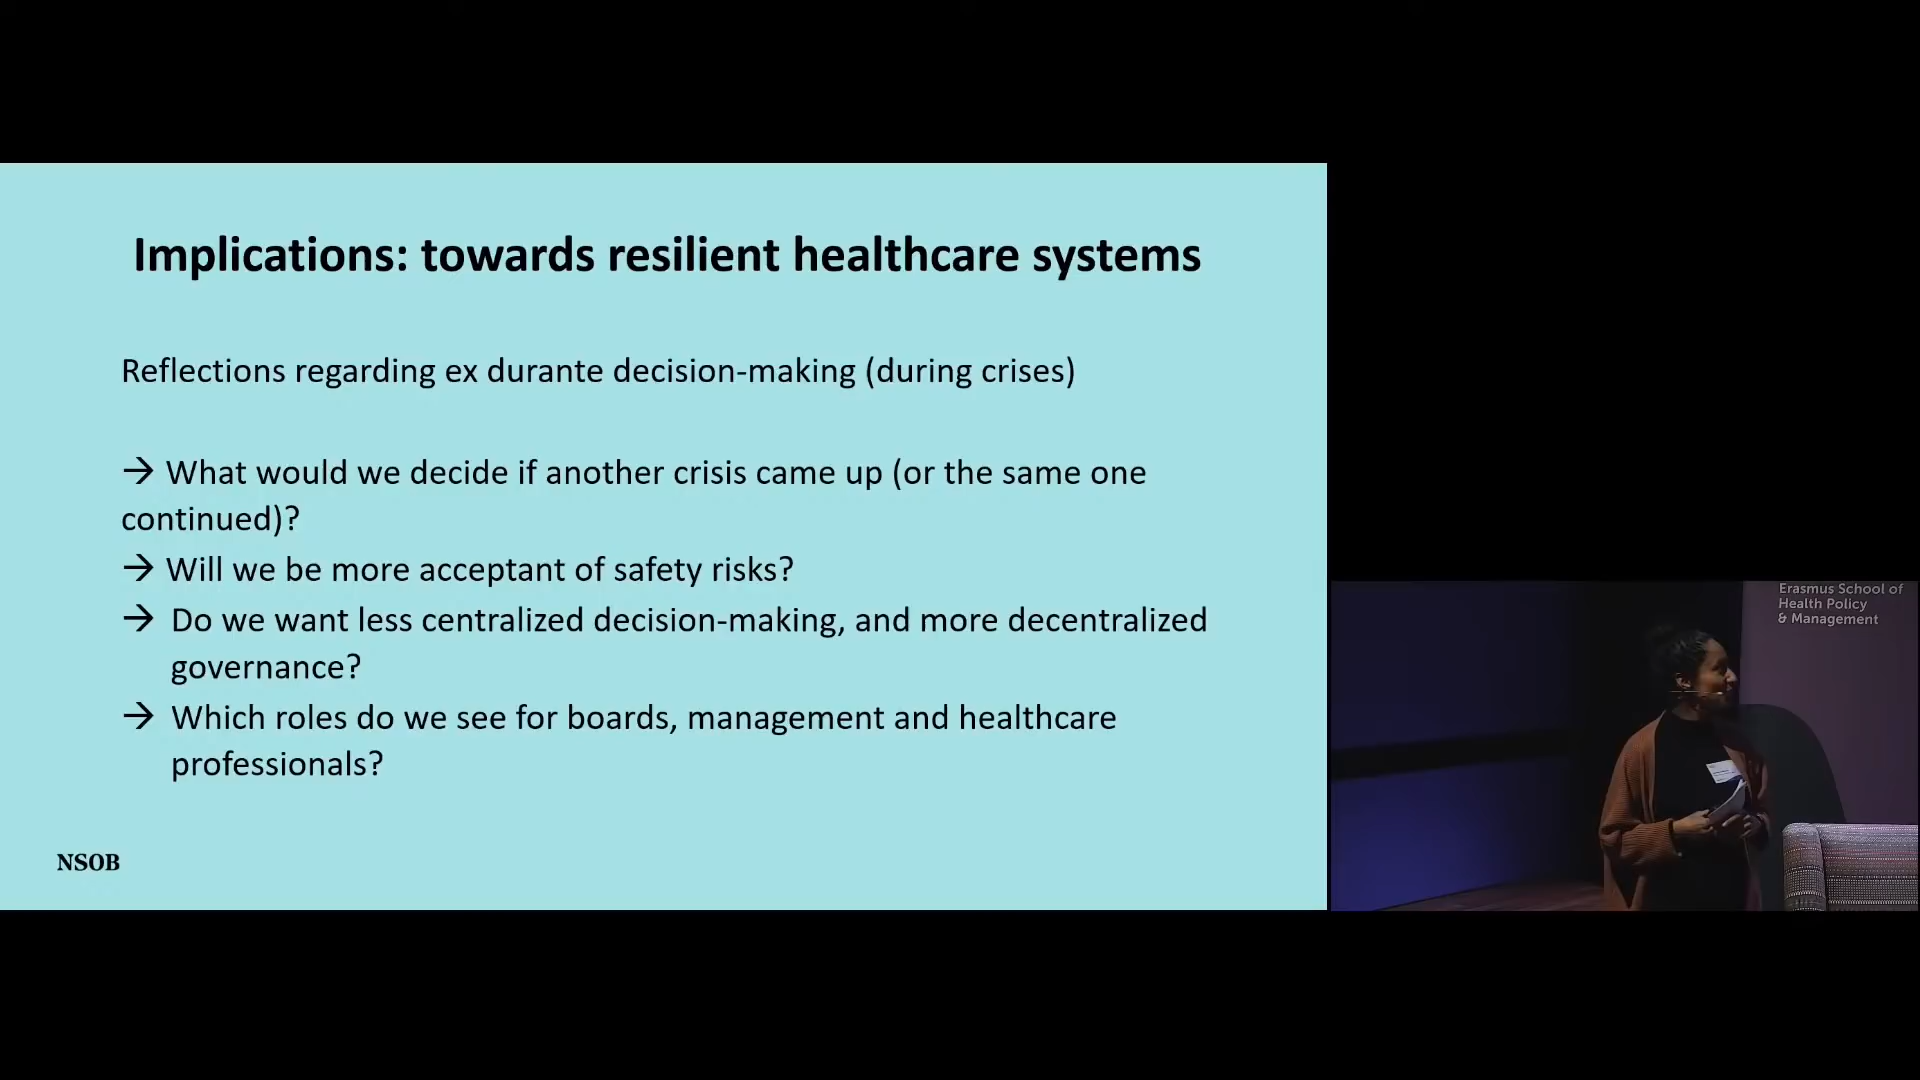 Implications: towards resilient healthcare systems
Reflections regarding ex durante decision-making (during crises)
→ What would we decide if another crisis came up (or the same one
continued)?
→ Will we be more acceptant of safety risks?
→ Do we want less centralized decision-making, and more decentralized
governance?
→ Which roles do we see for boards, management and healthcare
professionals?
NSOB
Erasmus School of
Health Policy
& Management